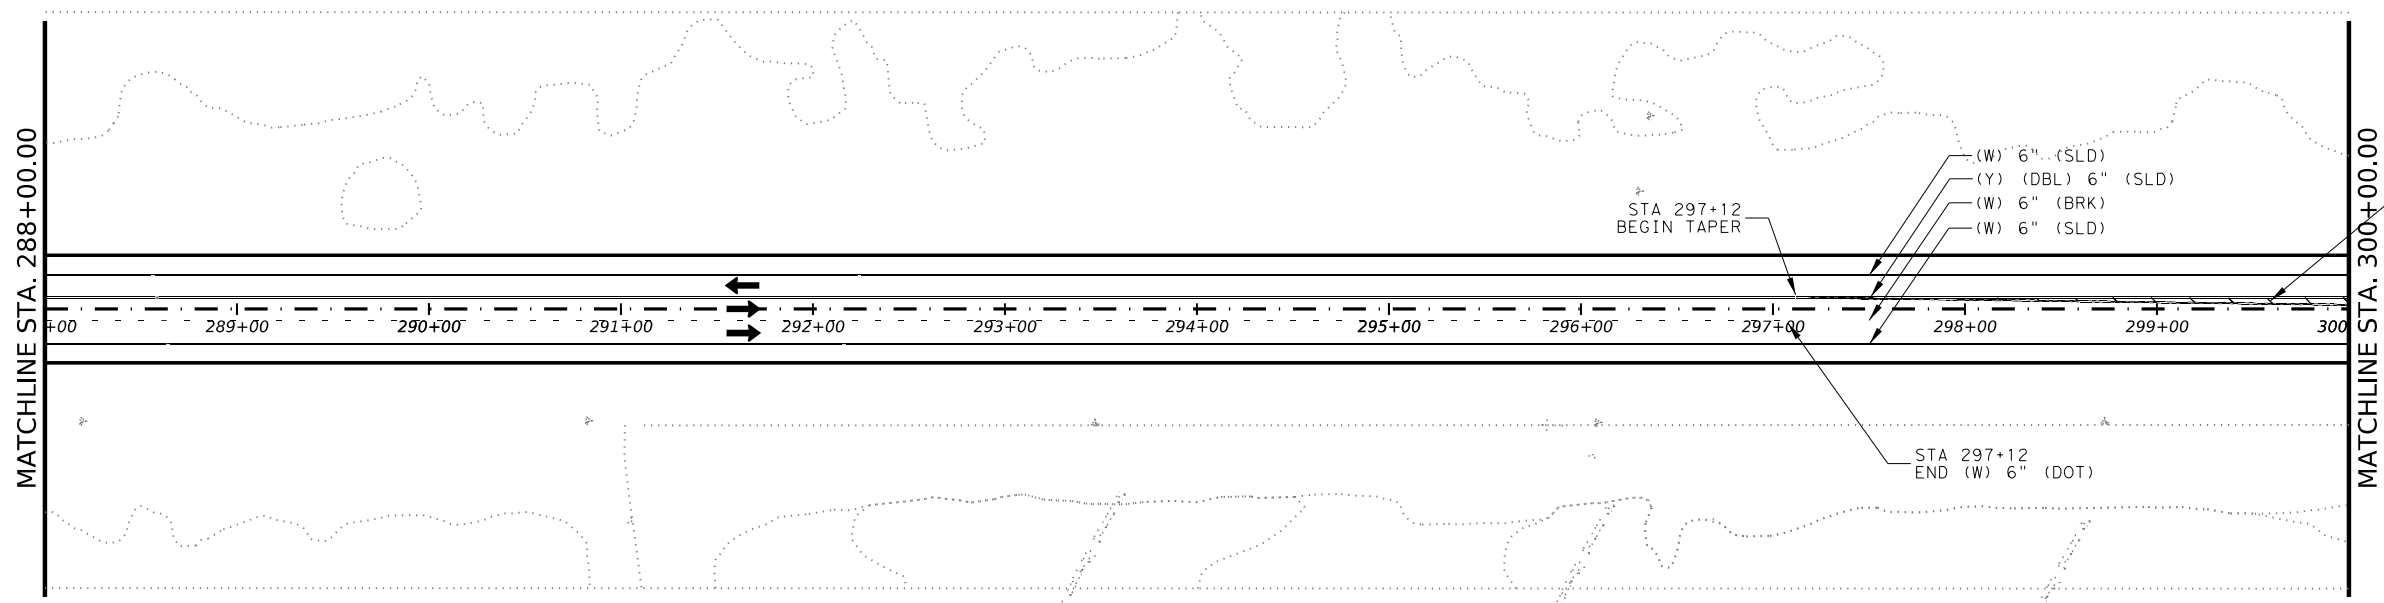 MATCHLINE STA. 288+00.00
(W) 6" (SLD)
(Y) (DBL) 6" (SLD)
(W) 6" (BRK)
(W) 6" (SLD)
STA 297+12
BEGIN TAPER
+00 289+00 290+00 291+00 292+00 293+00 294+00 295+00 296+00 297+00 298+00 299+00 300
STA 297+12
END (W) 6" (DOT)
MATCHLINE STA. 300+00.00